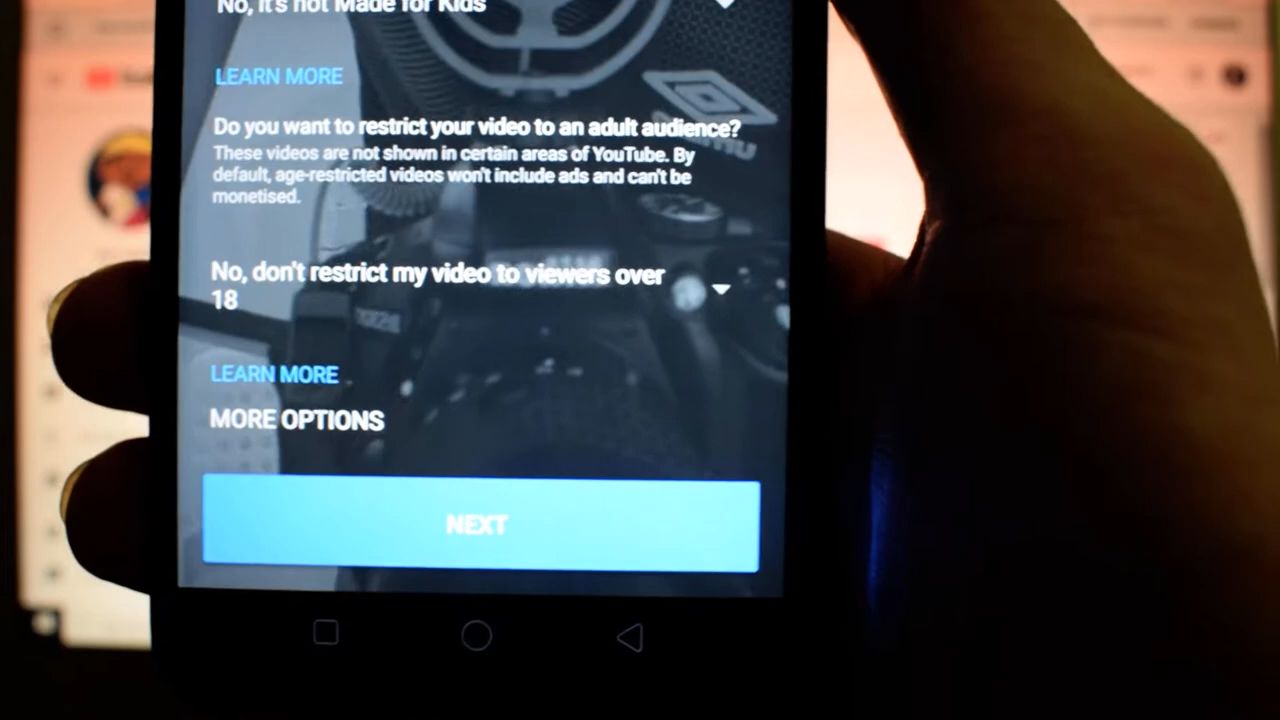 No, it's not Made for Kids
LEARN MORE
Do you want to restrict your video to an adult audience?
These videos are not shown in certain areas of YouTube. By
default, age-restricted videos won't include ads and can't be
monetised.
No, don't restrict my video to viewers over
18
LEARN MORE
MORE OPTIONS
NEXT